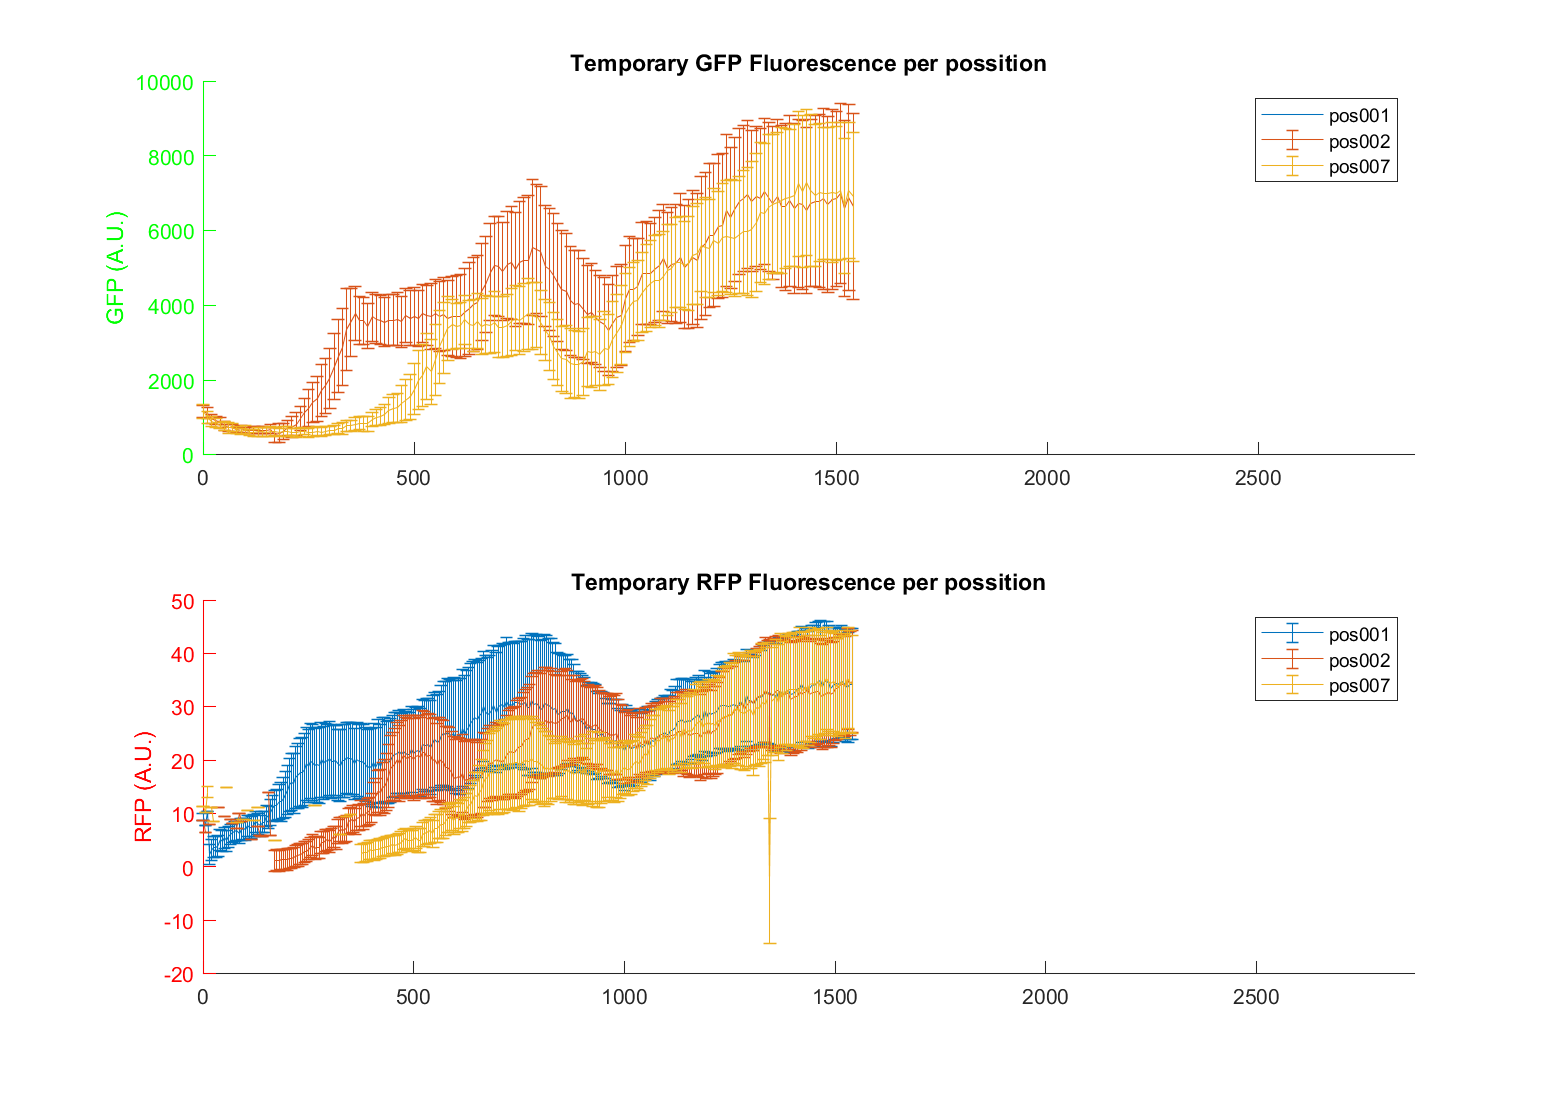 Temporary GFP Fluorescence per possition
GFP (A.U.)
10000
8000
6000
4000
2000
0
0
500
1000
1500
2000
2500
pos001
pos002
pos007
Temporary RFP Fluorescence per possition
RFP (A.U.)
50
40
30
20
10
0
-10
-20
0
500
1000
1500
2000
2500
pos001
pos002
pos007